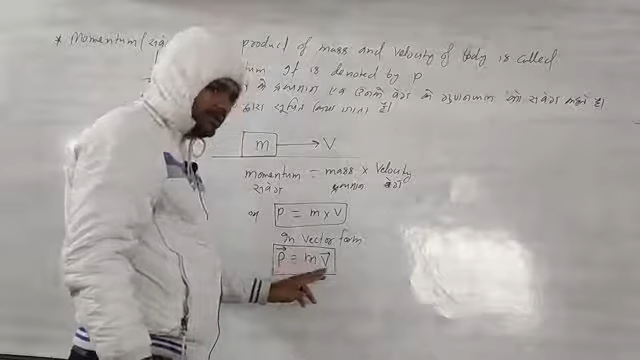 * Momentum ( product of mass and velocity of body is called
It is denoted by p
के द्रव्यमान एवं उसके वेग के गुणनफल को संवेग कहते है।
द्वारा सूचित किया जाता है।
m → V
momentum = mass x velocity
संवेग द्रव्यमान वेग
or P = m x V
In vector form
P⃗ = m V⃗